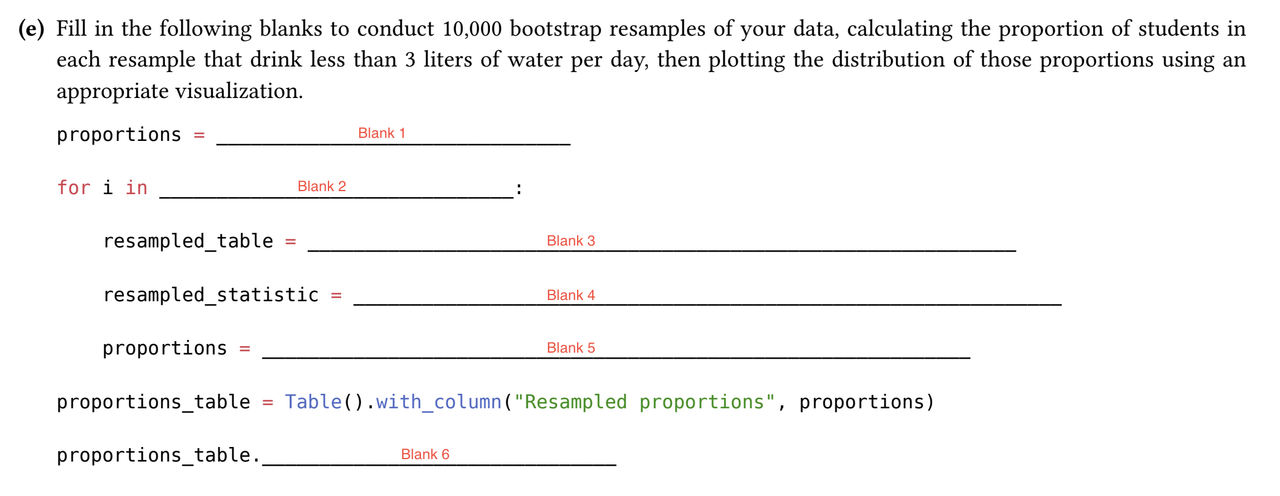 (e) Fill in the following blanks to conduct 10,000 bootstrap resamples of your data, calculating the proportion of students in
each resample that drink less than 3 liters of water per day, then plotting the distribution of those proportions using an
appropriate visualization.
proportions = Blank 1
for i in Blank 2:
resampled_table = Blank 3
resampled_statistic = Blank 4
proportions = Blank 5
proportions_table = Table().with_column("Resampled proportions", proportions)
proportions_table.Blank 6